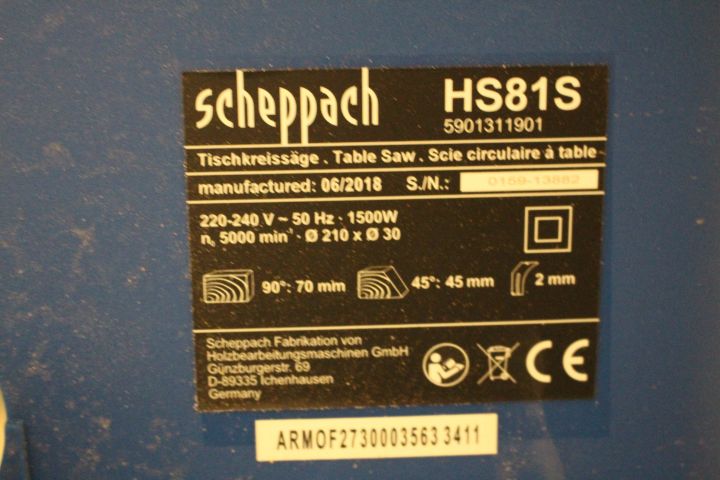 scheppach HS81S
5901311901
Tischkreissäge . Table Saw . Scie circulaire à table
manufactured: 06/2018 S./N.: 0159-13882
220-240 V ~ 50 Hz · 1500W
n₀ 5000 min⁻¹ · Ø 210 x Ø 30
90°: 70 mm 45°: 45 mm 2 mm
Scheppach Fabrikation von
Holzbearbeitungsmaschinen GmbH
Günzburgerstr. 69
D-89335 Ichenhausen
Germany
CE
ARMOF27300035633411